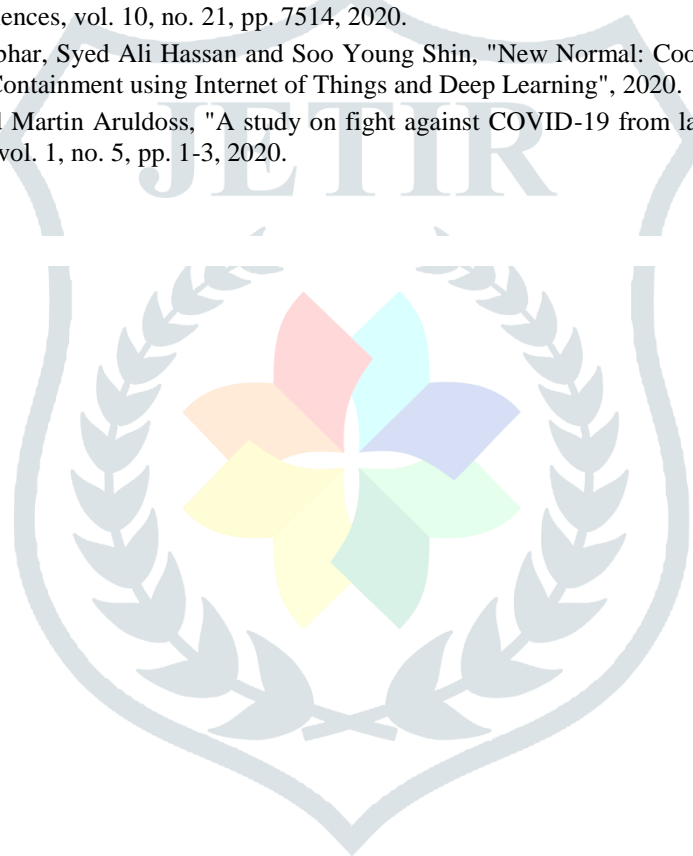 ences, vol. 10, no. 21, pp. 7514, 2020.
har, Syed Ali Hassan and Soo Young Shin, "New Normal: Coo
Containment using Internet of Things and Deep Learning", 2020.
Martin Aruldoss, "A study on fight against COVID-19 from la
vol. 1, no. 5, pp. 1-3, 2020.
JETIR